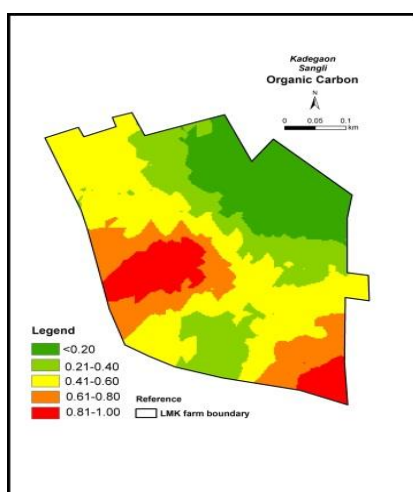 Kadegaon
Sangli
Organic Carbon
N
0 0.05 0.1
km
Legend
<0.20
0.21-0.40
0.41-0.60
0.61-0.80
0.81-1.00
Reference
LMK farm boundary